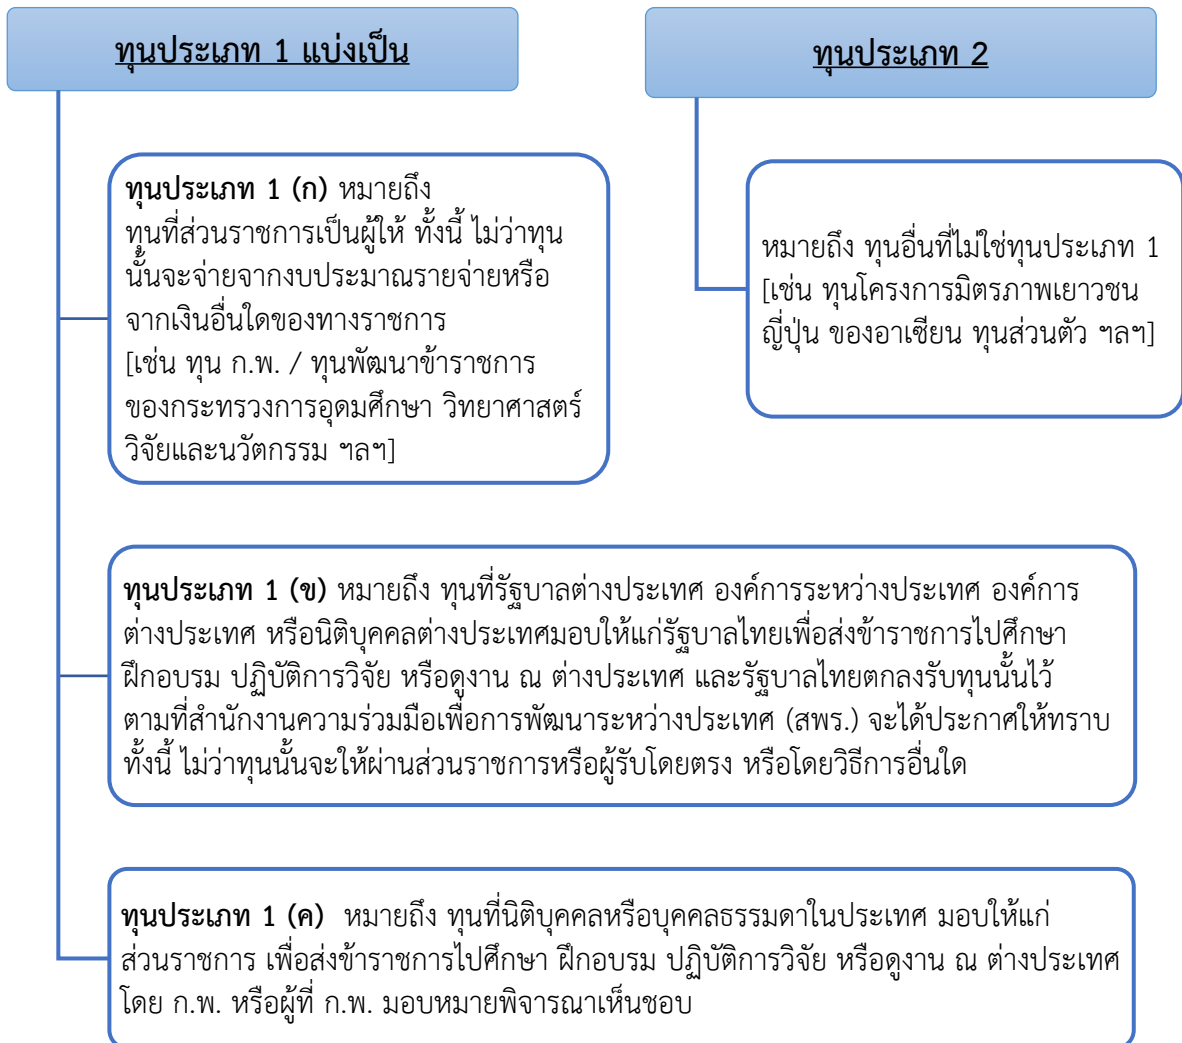 ทุนประเภท 1 แบ่งเป็น
ทุนประเภท 2
ทุนประเภท 1 (ก) หมายถึง
ทุนที่ส่วนราชการเป็นผู้ให้ ทั้งนี้ ไม่ว่าทุน
นั้นจะจ่ายจากงบประมาณรายจ่ายหรือ
จากเงินอื่นใดของทางราชการ
[เช่น ทุน ก.พ. / ทุนพัฒนาข้าราชการ
ของกระทรวงการอุดมศึกษา วิทยาศาสตร์
วิจัยและนวัตกรรม ฯลฯ]
หมายถึง ทุนอื่นที่ไม่ใช่ทุนประเภท 1
[เช่น ทุนโครงการมิตรภาพเยาวชน
ญี่ปุ่น ของอาเซียน ทุนส่วนตัว ฯลฯ]
ทุนประเภท 1 (ข) หมายถึง ทุนที่รัฐบาลต่างประเทศ องค์การระหว่างประเทศ องค์การ
ต่างประเทศ หรือนิติบุคคลต่างประเทศมอบให้แก่รัฐบาลไทยเพื่อส่งข้าราชการไปศึกษา
ฝึกอบรม ปฏิบัติการวิจัย หรือดูงาน ณ ต่างประเทศ และรัฐบาลไทยตกลงรับทุนนั้นไว้
ตามที่สำนักงานความร่วมมือเพื่อการพัฒนาระหว่างประเทศ (สพร.) จะได้ประกาศให้ทราบ
ทั้งนี้ ไม่ว่าทุนนั้นจะให้ผ่านส่วนราชการหรือผู้รับโดยตรง หรือโดยวิธีการอื่นใด
ทุนประเภท 1 (ค) หมายถึง ทุนที่นิติบุคคลหรือบุคคลธรรมดาในประเทศ มอบให้แก่
ส่วนราชการ เพื่อส่งข้าราชการไปศึกษา ฝึกอบรม ปฏิบัติการวิจัย หรือดูงาน ณ ต่างประเทศ
โดย ก.พ. หรือผู้ที่ ก.พ. มอบหมายพิจารณาเห็นชอบ